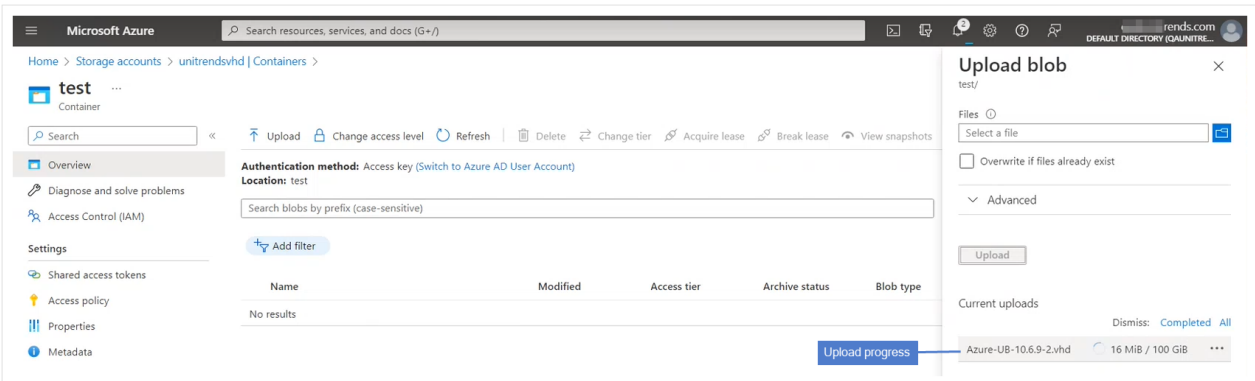 Microsoft Azure
Search resources, services, and docs (G+/)
2
rends.com
DEFAULT DIRECTORY (QAUNITRE...
Home > Storage accounts > unitrendsvhd | Containers >
test ...
Container
Search
«
Overview
Diagnose and solve problems
Access Control (IAM)
Settings
Shared access tokens
Access policy
Properties
Metadata
Upload
Change access level
Refresh
Delete
Change tier
Acquire lease
Break lease
View snapshots
Authentication method: Access key (Switch to Azure AD User Account)
Location: test
Search blobs by prefix (case-sensitive)
Add filter
Name Modified Access tier Archive status Blob type
No results
Upload progress
Upload blob
test/
Files
Select a file
Overwrite if files already exist
Advanced
Upload
Current uploads
Dismiss: Completed All
Azure-UB-10.6.9-2.vhd 16 MiB / 100 GiB ...